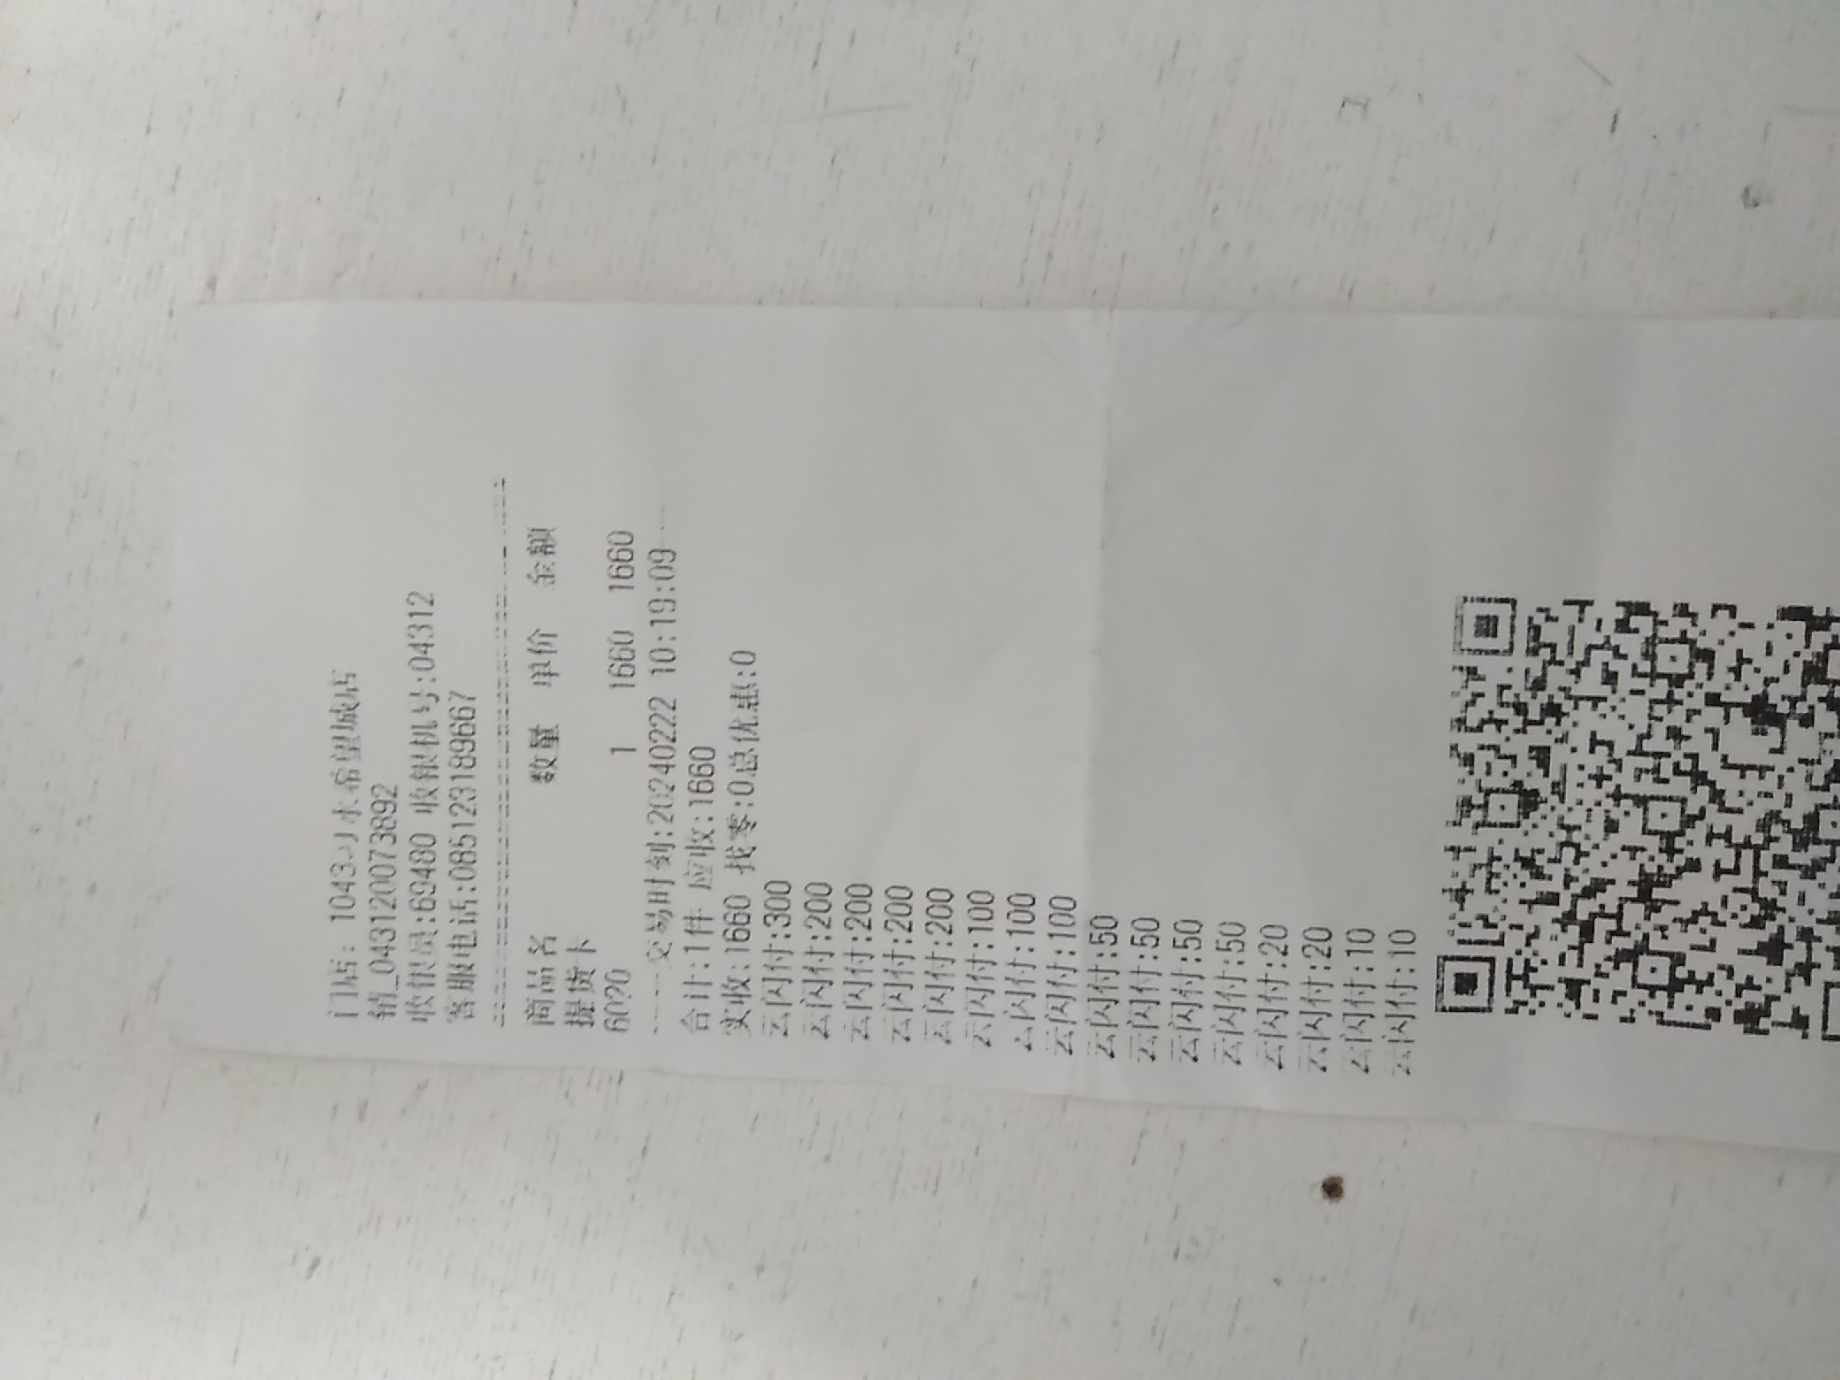 门店: 1043习水希望城店
销_043120073892
收银员:69480 收银机号:04312
客服电话:085123189667
商品名 数量 单价 金额
提货卡
6020 1 1660 1660
----交易时刻:20240222 10:19:09----
合计:1件 应收:1660
实收:1660 找零:0总优惠:0
云闪付:300
云闪付:200
云闪付:200
云闪付:200
云闪付:200
云闪付:100
云闪付:100
云闪付:100
云闪付:50
云闪付:50
云闪付:50
云闪付:50
云闪付:20
云闪付:20
云闪付:10
云闪付:10